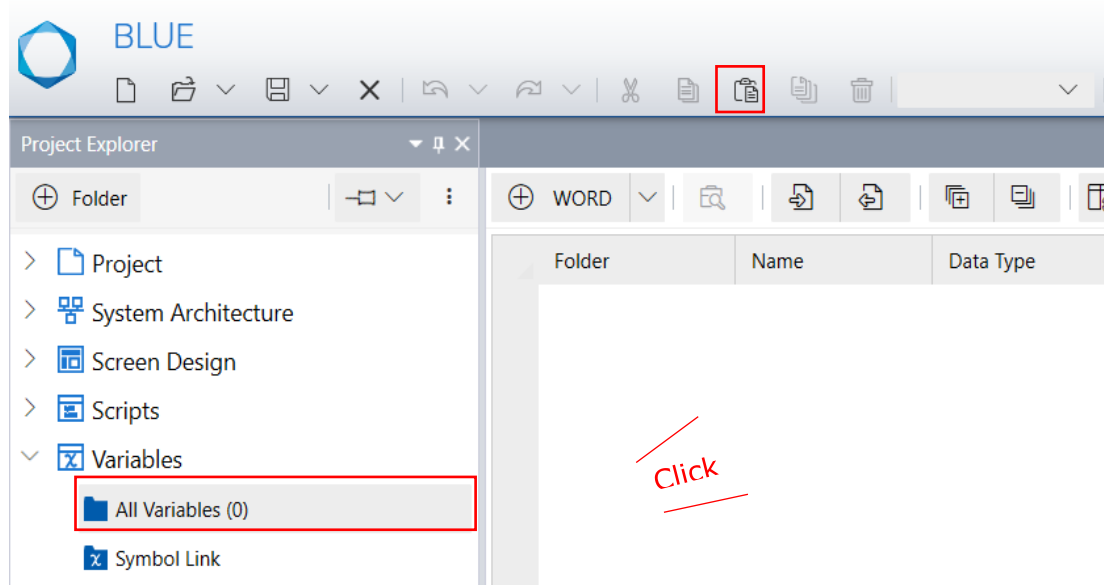 BLUE
Project Explorer
Folder
WORD
Folder Name Data Type
Project
System Architecture
Screen Design
Scripts
Variables
All Variables (0)
Symbol Link
Click